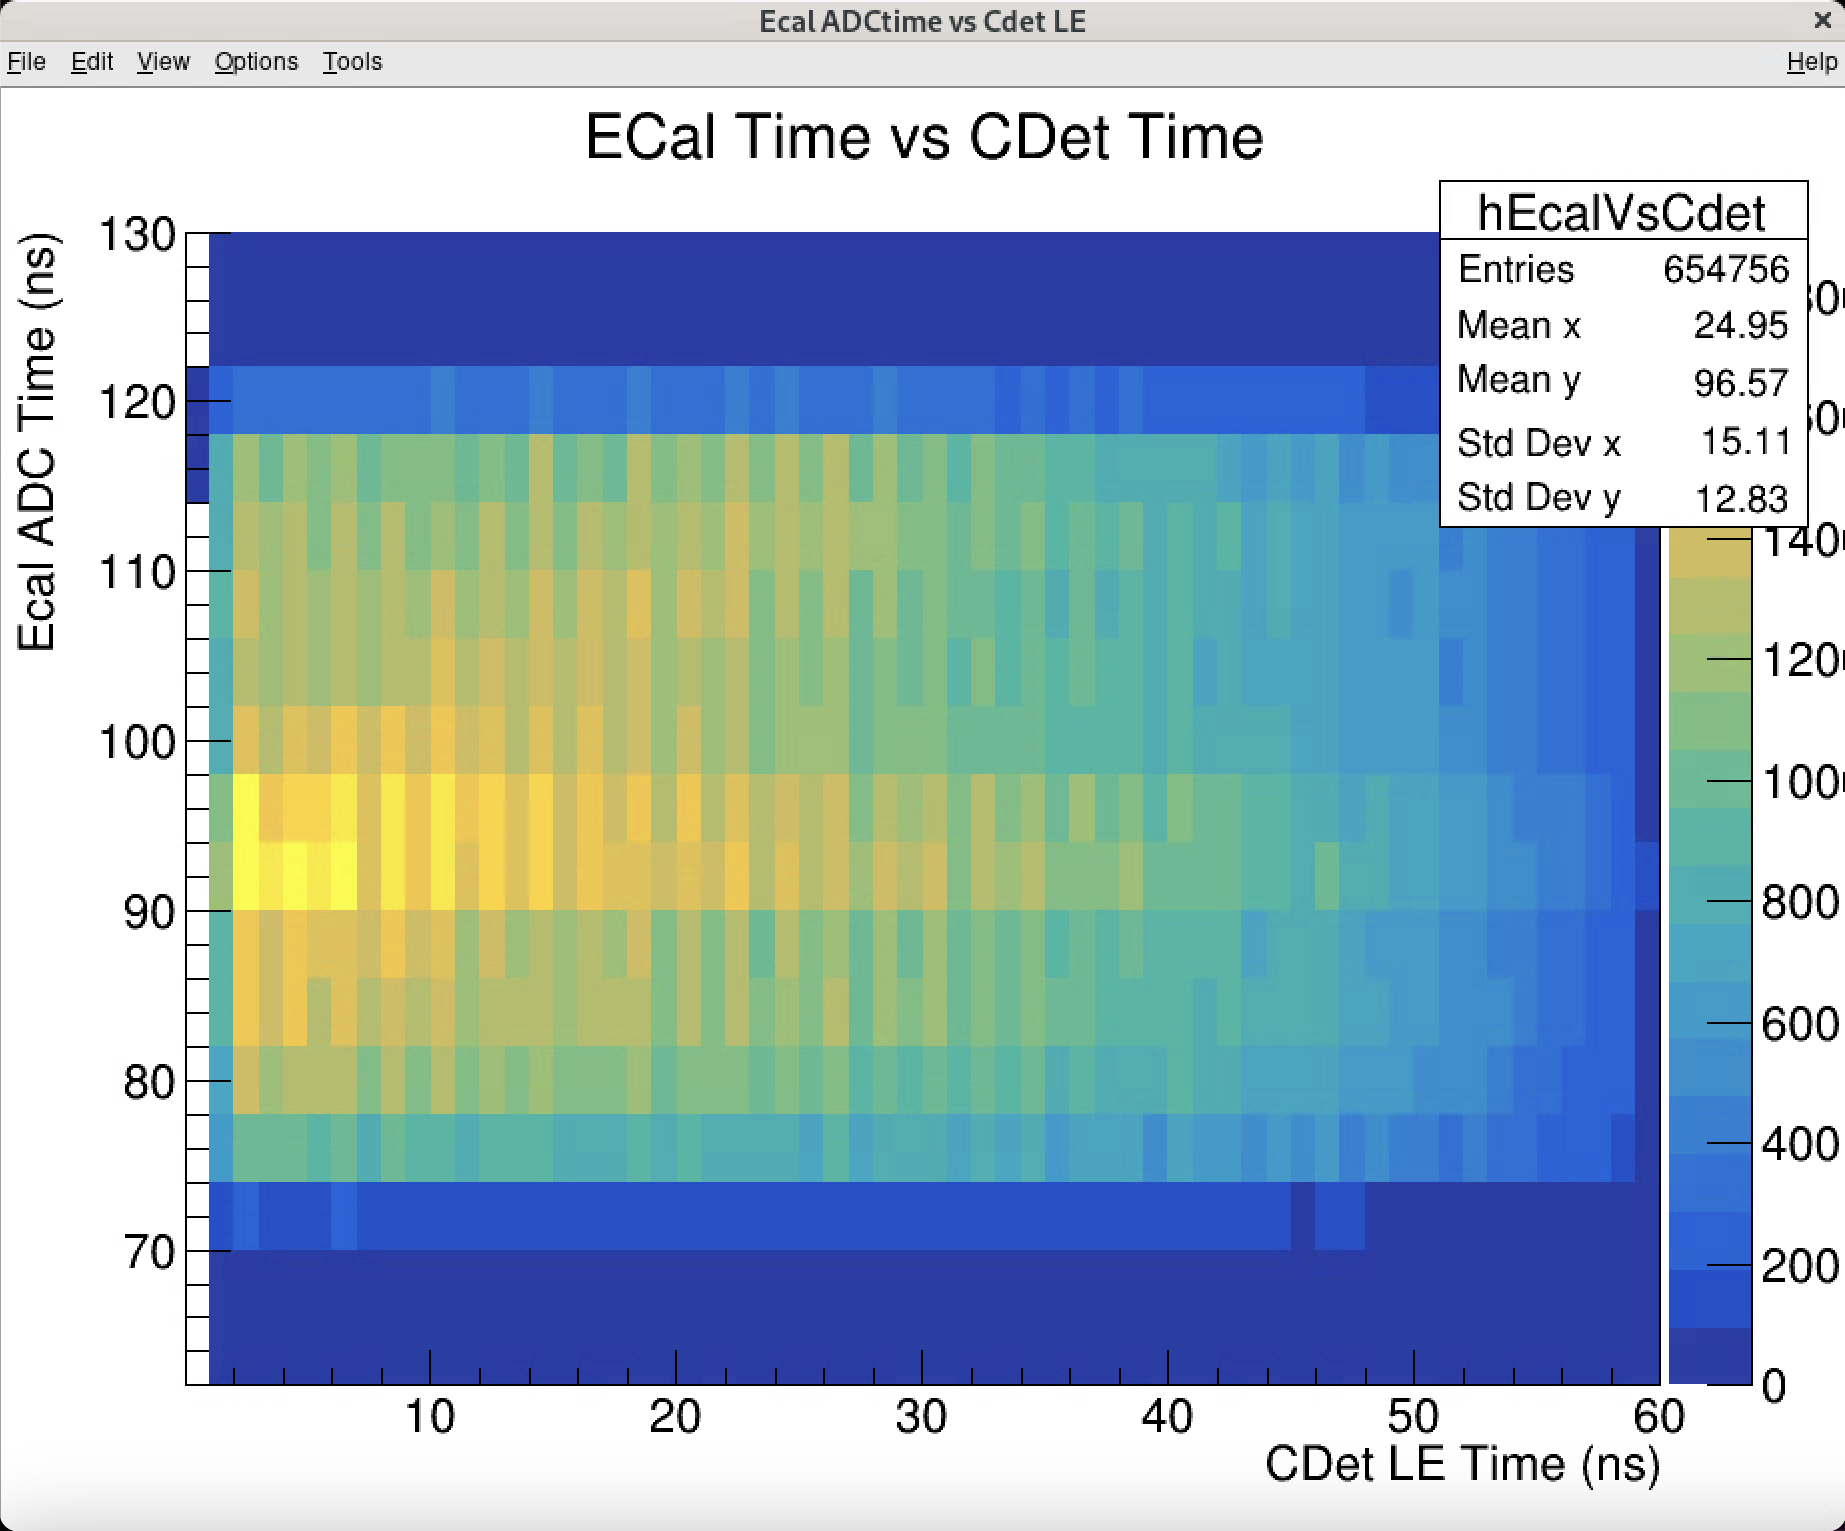 Ecal ADCtime vs Cdet LE
File Edit View Options Tools Help
ECal Time vs CDet Time
hEcalVsCdet
Entries 654756
Mean x 24.95
Mean y 96.57
Std Dev x 15.11
Std Dev y 12.83
Ecal ADC Time (ns)
130
120
110
100
90
80
70
10 20 30 40 50 60
CDet LE Time (ns)
800
600
400
200
0